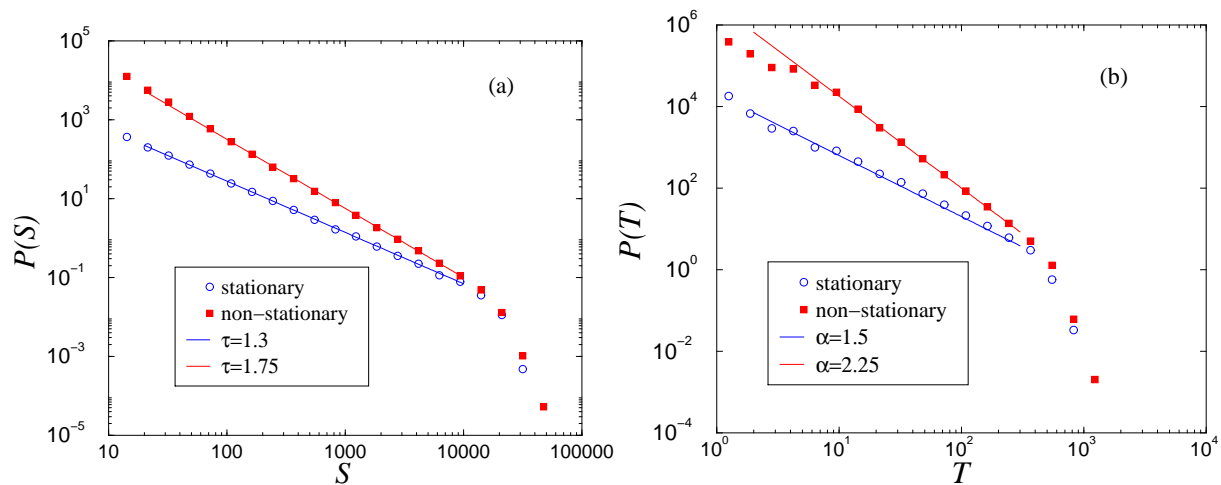 (a)
P(S)
10^5
10^3
10^1
10^−1
10^−3
10^−5
stationary
non−stationary
τ=1.3
τ=1.75
10 100 1000 10000 100000
S
(b)
P(T)
10^6
10^4
10^2
10^0
10^−2
10^−4
stationary
non−stationary
α=1.5
α=2.25
10^0 10^1 10^2 10^3 10^4
T